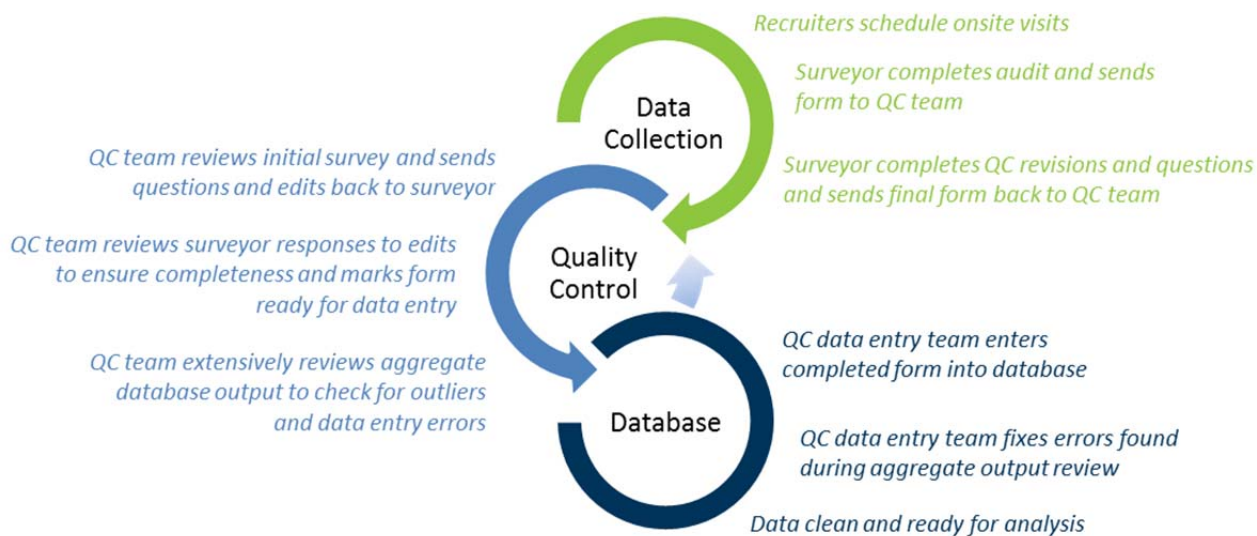 Recruiters schedule onsite visits
Surveyor completes audit and sends
form to QC team
Surveyor completes QC revisions and questions
and sends final form back to QC team
Data
Collection
QC team reviews initial survey and sends
questions and edits back to surveyor
QC team reviews surveyor responses to edits
to ensure completeness and marks form
ready for data entry
QC team extensively reviews aggregate
database output to check for outliers
and data entry errors
Quality
Control
QC data entry team enters
completed form into database
QC data entry team fixes errors found
during aggregate output review
Data clean and ready for analysis
Database